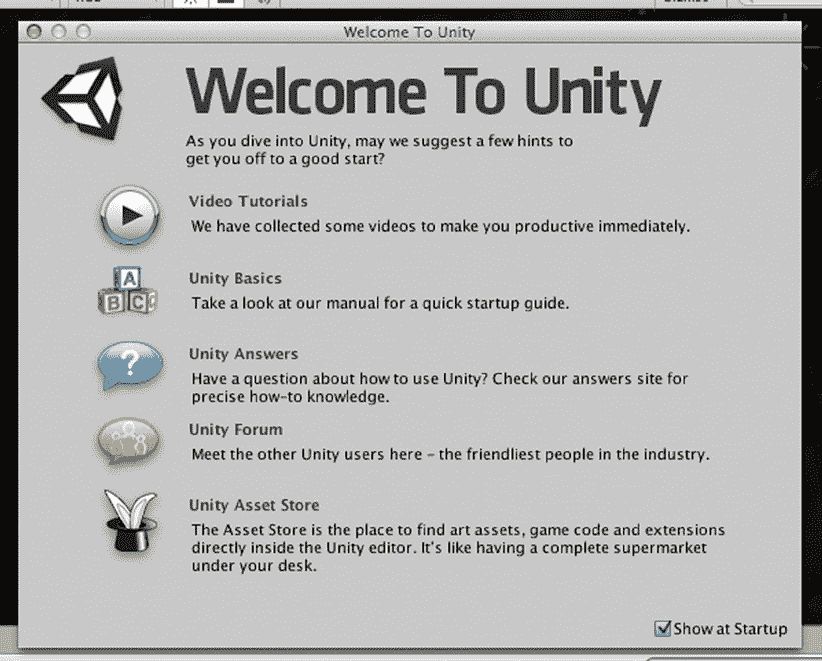 Welcome To Unity
Welcome To Unity
As you dive into Unity, may we suggest a few hints to
get you off to a good start?
Video Tutorials
We have collected some videos to make you productive immediately.
A
B C
Unity Basics
Take a look at our manual for a quick startup guide.
?
Unity Answers
Have a question about how to use Unity? Check our answers site for
precise how-to knowledge.
Unity Forum
Meet the other Unity users here – the friendliest people in the industry.
Unity Asset Store
The Asset Store is the place to find art assets, game code and extensions
directly inside the Unity editor. It's like having a complete supermarket
under your desk.
Show at Startup